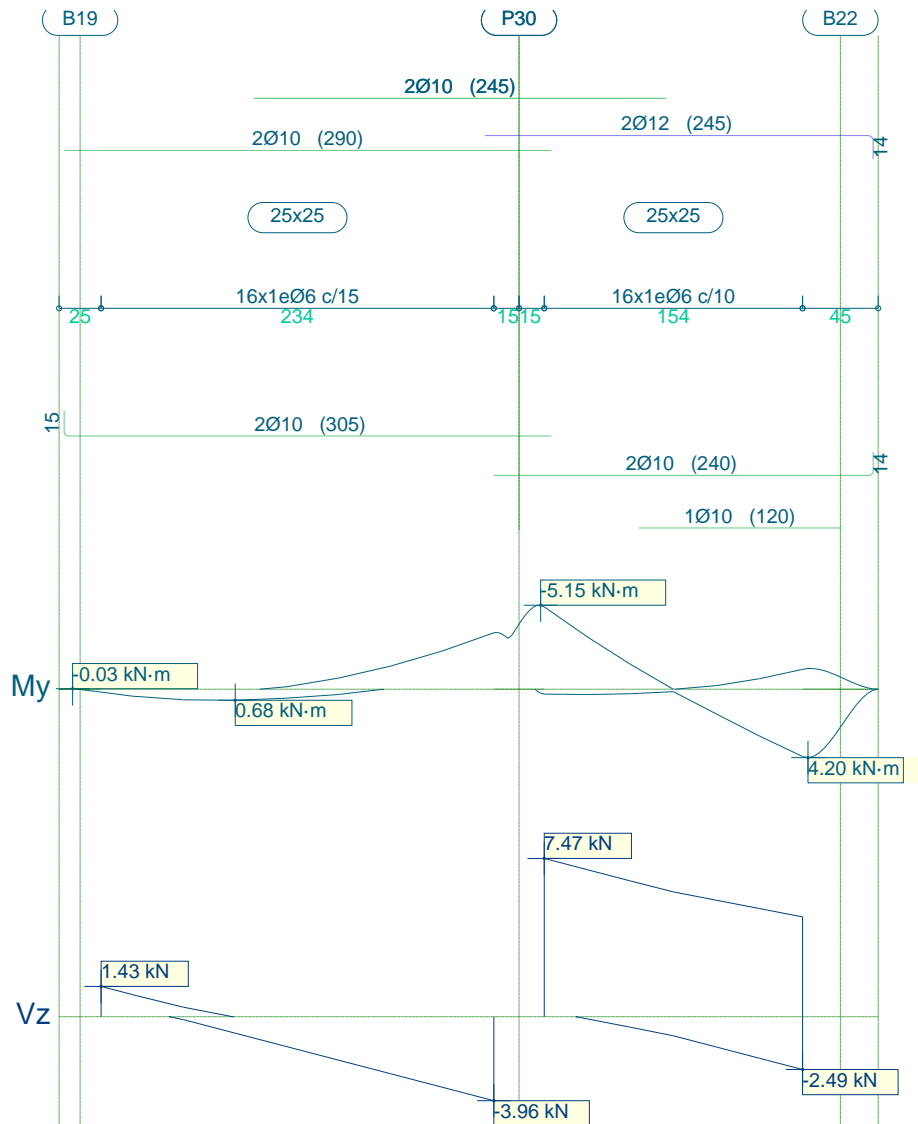 B19 P30 B22
2Ø10 (245)
2Ø12 (245)
14
2Ø10 (290)
25x25 25x25
16x1eØ6 c/15 16x1eØ6 c/10
25 234 15 15 154 45
15
2Ø10 (305)
2Ø10 (240)
14
1Ø10 (120)
-5.15 kN·m
My
-0.03 kN·m
0.68 kN·m
4.20 kN·m
7.47 kN
1.43 kN
Vz
-2.49 kN
-3.96 kN